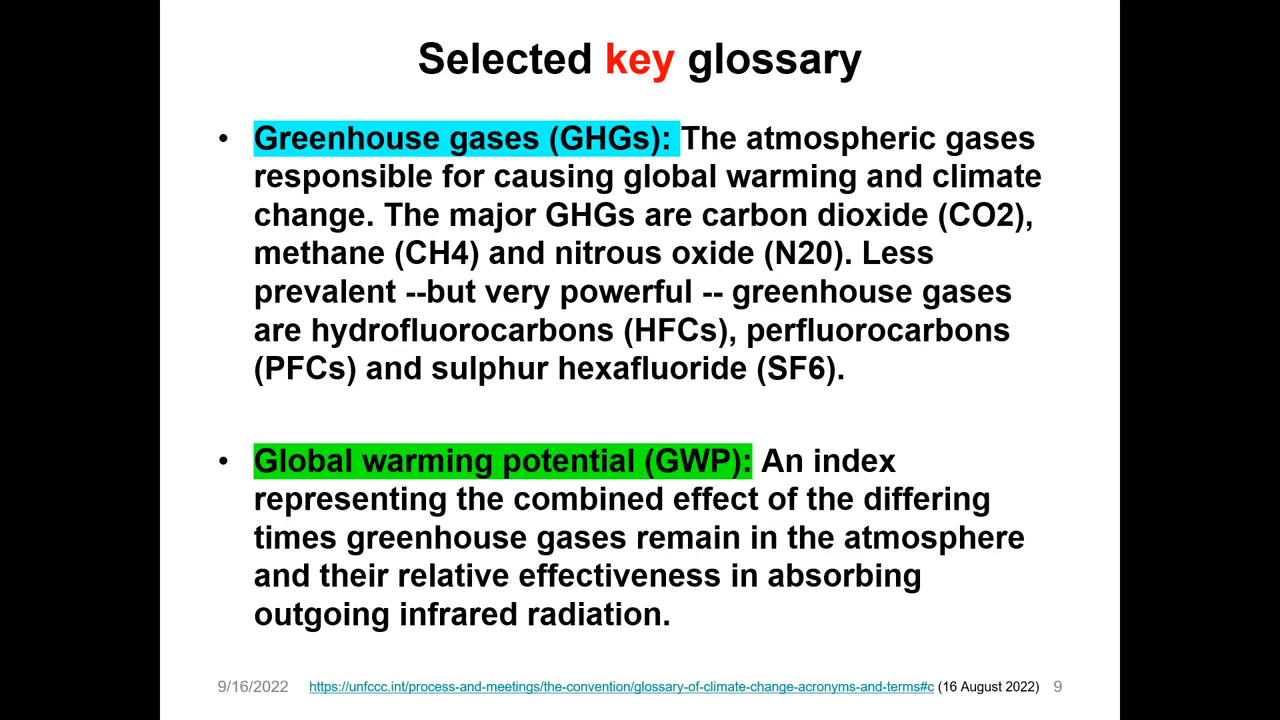 Selected key glossary
• Greenhouse gases (GHGs): The atmospheric gases
responsible for causing global warming and climate
change. The major GHGs are carbon dioxide (CO2),
methane (CH4) and nitrous oxide (N20). Less
prevalent --but very powerful -- greenhouse gases
are hydrofluorocarbons (HFCs), perfluorocarbons
(PFCs) and sulphur hexafluoride (SF6).
• Global warming potential (GWP): An index
representing the combined effect of the differing
times greenhouse gases remain in the atmosphere
and their relative effectiveness in absorbing
outgoing infrared radiation.
9/16/2022 https://unfccc.int/process-and-meetings/the-convention/glossary-of-climate-change-acronyms-and-terms#c (16 August 2022) 9